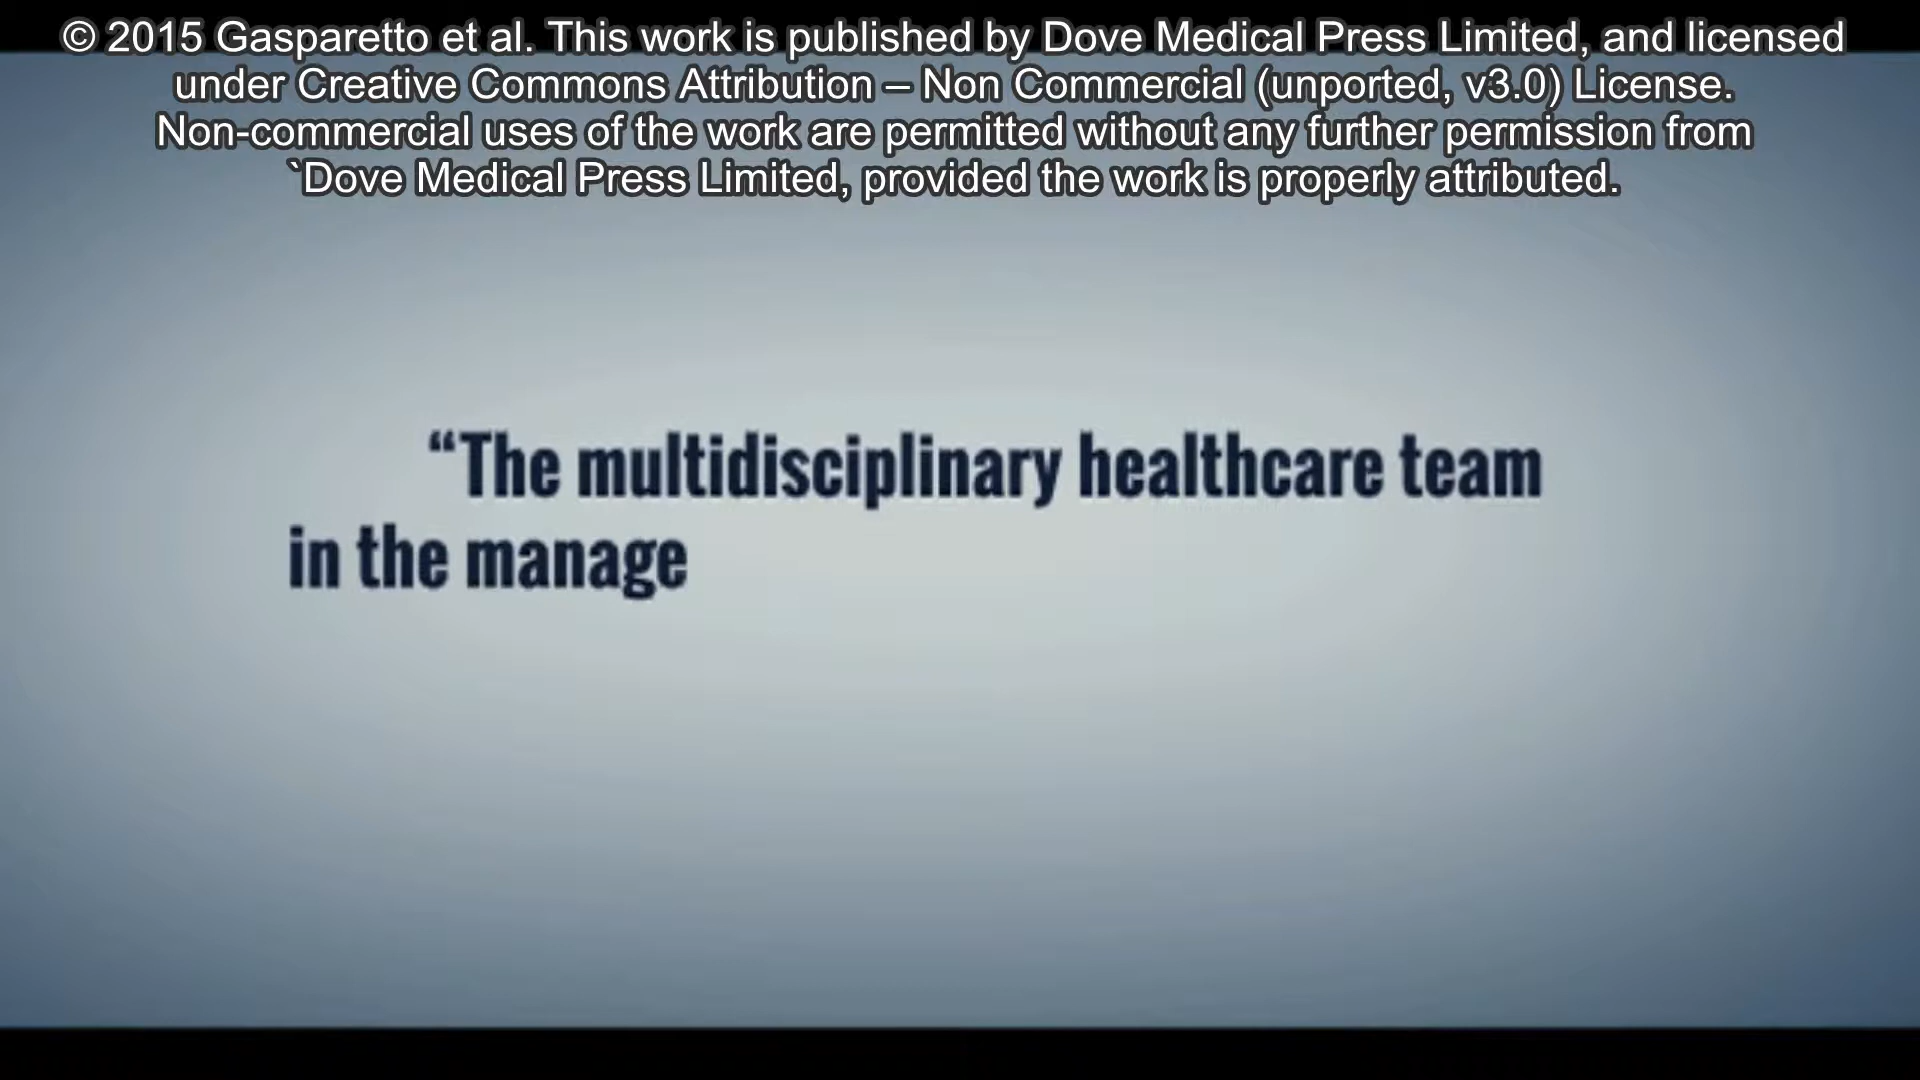 © 2015 Gasparetto et al. This work is published by Dove Medical Press Limited, and licensed
under Creative Commons Attribution – Non Commercial (unported, v3.0) License.
Non-commercial uses of the work are permitted without any further permission from
`Dove Medical Press Limited, provided the work is properly attributed.
“The multidisciplinary healthcare team
in the manage